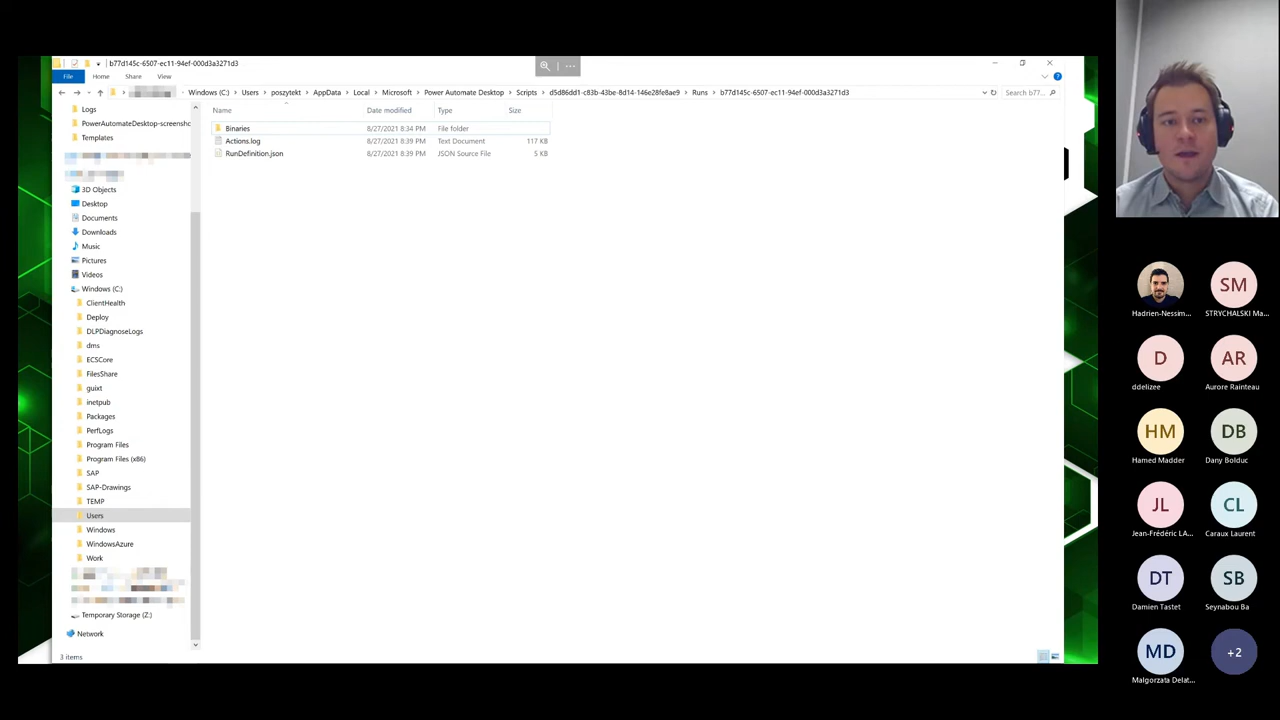 b77d145c-6507-ec11-94ef-000d3a3271d3
File Home Share View
Windows (C:) Users poszytekt AppData Local Microsoft Power Automate Desktop Scripts d5d86dd1-c83b-43be-8d14-146e28fe8ae9 Runs b77d145c-6507-ec11-94ef-000d3a3271d3 Search b77...
Name Date modified Type Size
Binaries 8/27/2021 8:34 PM File folder
Actions.log 8/27/2021 8:39 PM Text Document 117 KB
RunDefinition.json 8/27/2021 8:39 PM JSON Source File 5 KB
Logs
PowerAutomateDesktop-screenshc
Templates
3D Objects
Desktop
Documents
Downloads
Music
Pictures
Videos
Windows (C:)
ClientHealth
Deploy
DLPDiagnoseLogs
dms
ECSCore
FilesShare
guixt
inetpub
Packages
PerfLogs
Program Files
Program Files (x86)
SAP
SAP-Drawings
TEMP
Users
Windows
WindowsAzure
Work
Temporary Storage (Z:)
Network
3 items
SM
Hadrien-Nessim... STRYCHALSKI Ma...
D AR
ddelizee Aurore Rainteau
HM DB
Hamed Madder Dany Bolduc
JL CL
Jean-Frédéric LA... Caraux Laurent
DT SB
Damien Tastet Seynabou Ba
MD +2
Malgorzata Delat...